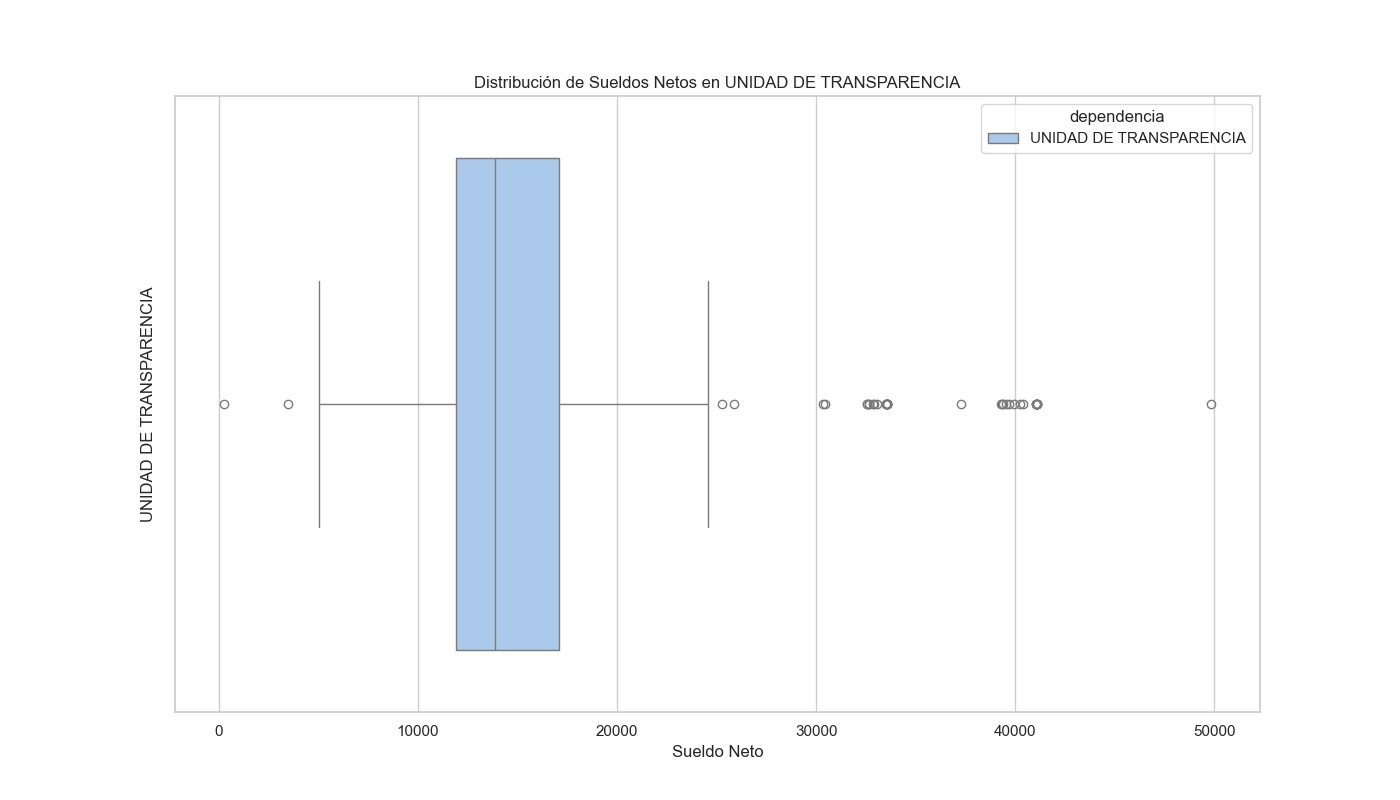 Distribución de Sueldos Netos en UNIDAD DE TRANSPARENCIA
dependencia
UNIDAD DE TRANSPARENCIA
UNIDAD DE TRANSPARENCIA
0
10000
20000
30000
40000
50000
Sueldo Neto